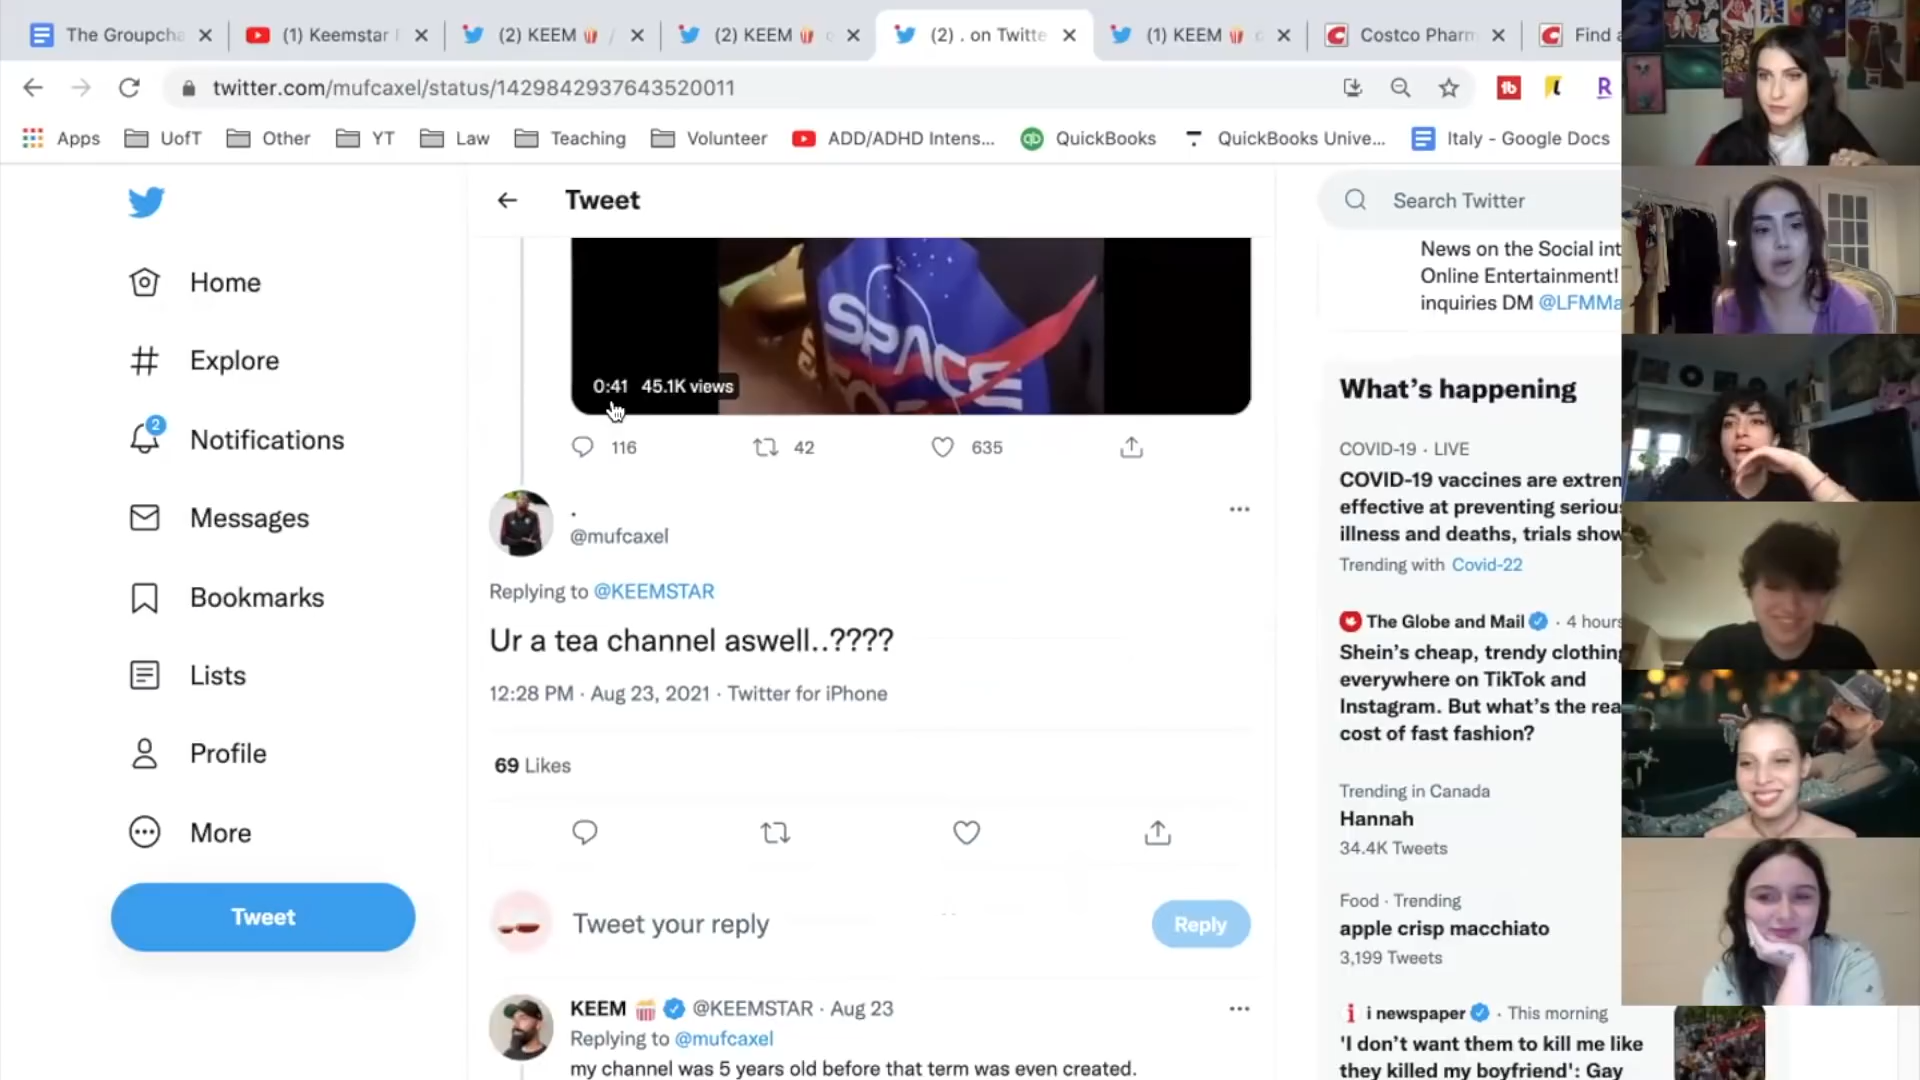 The Groupcha
(1) Keemstar
(2) KEEM
(2) KEEM
(2) . on Twitte
(1) KEEM
Costco Pharm
Find a
twitter.com/mufcaxel/status/1429842937643520011
Apps
UofT
Other
YT
Law
Teaching
Volunteer
ADD/ADHD Intens...
QuickBooks
QuickBooks Unive...
Italy - Google Docs
Home
Explore
2
Notifications
Messages
Bookmarks
Lists
Profile
More
Tweet
Tweet
SPACE
0:41 45.1K views
116
42
635
.
@mufcaxel
Replying to @KEEMSTAR
Ur a tea channel aswell..????
12:28 PM · Aug 23, 2021 · Twitter for iPhone
69 Likes
Tweet your reply
Reply
KEEM 🍿 @KEEMSTAR · Aug 23
Replying to @mufcaxel
my channel was 5 years old before that term was even created.
Search Twitter
News on the Social int
Online Entertainment!
inquiries DM @LFMMa
What's happening
COVID-19 · LIVE
COVID-19 vaccines are extrem
effective at preventing seriou
illness and deaths, trials show
Trending with Covid-22
The Globe and Mail · 4 hours
Shein's cheap, trendy clothing
everywhere on TikTok and
Instagram. But what's the rea
cost of fast fashion?
Trending in Canada
Hannah
34.4K Tweets
Food · Trending
apple crisp macchiato
3,199 Tweets
i newspaper · This morning
'I don't want them to kill me like
they killed my boyfriend': Gay